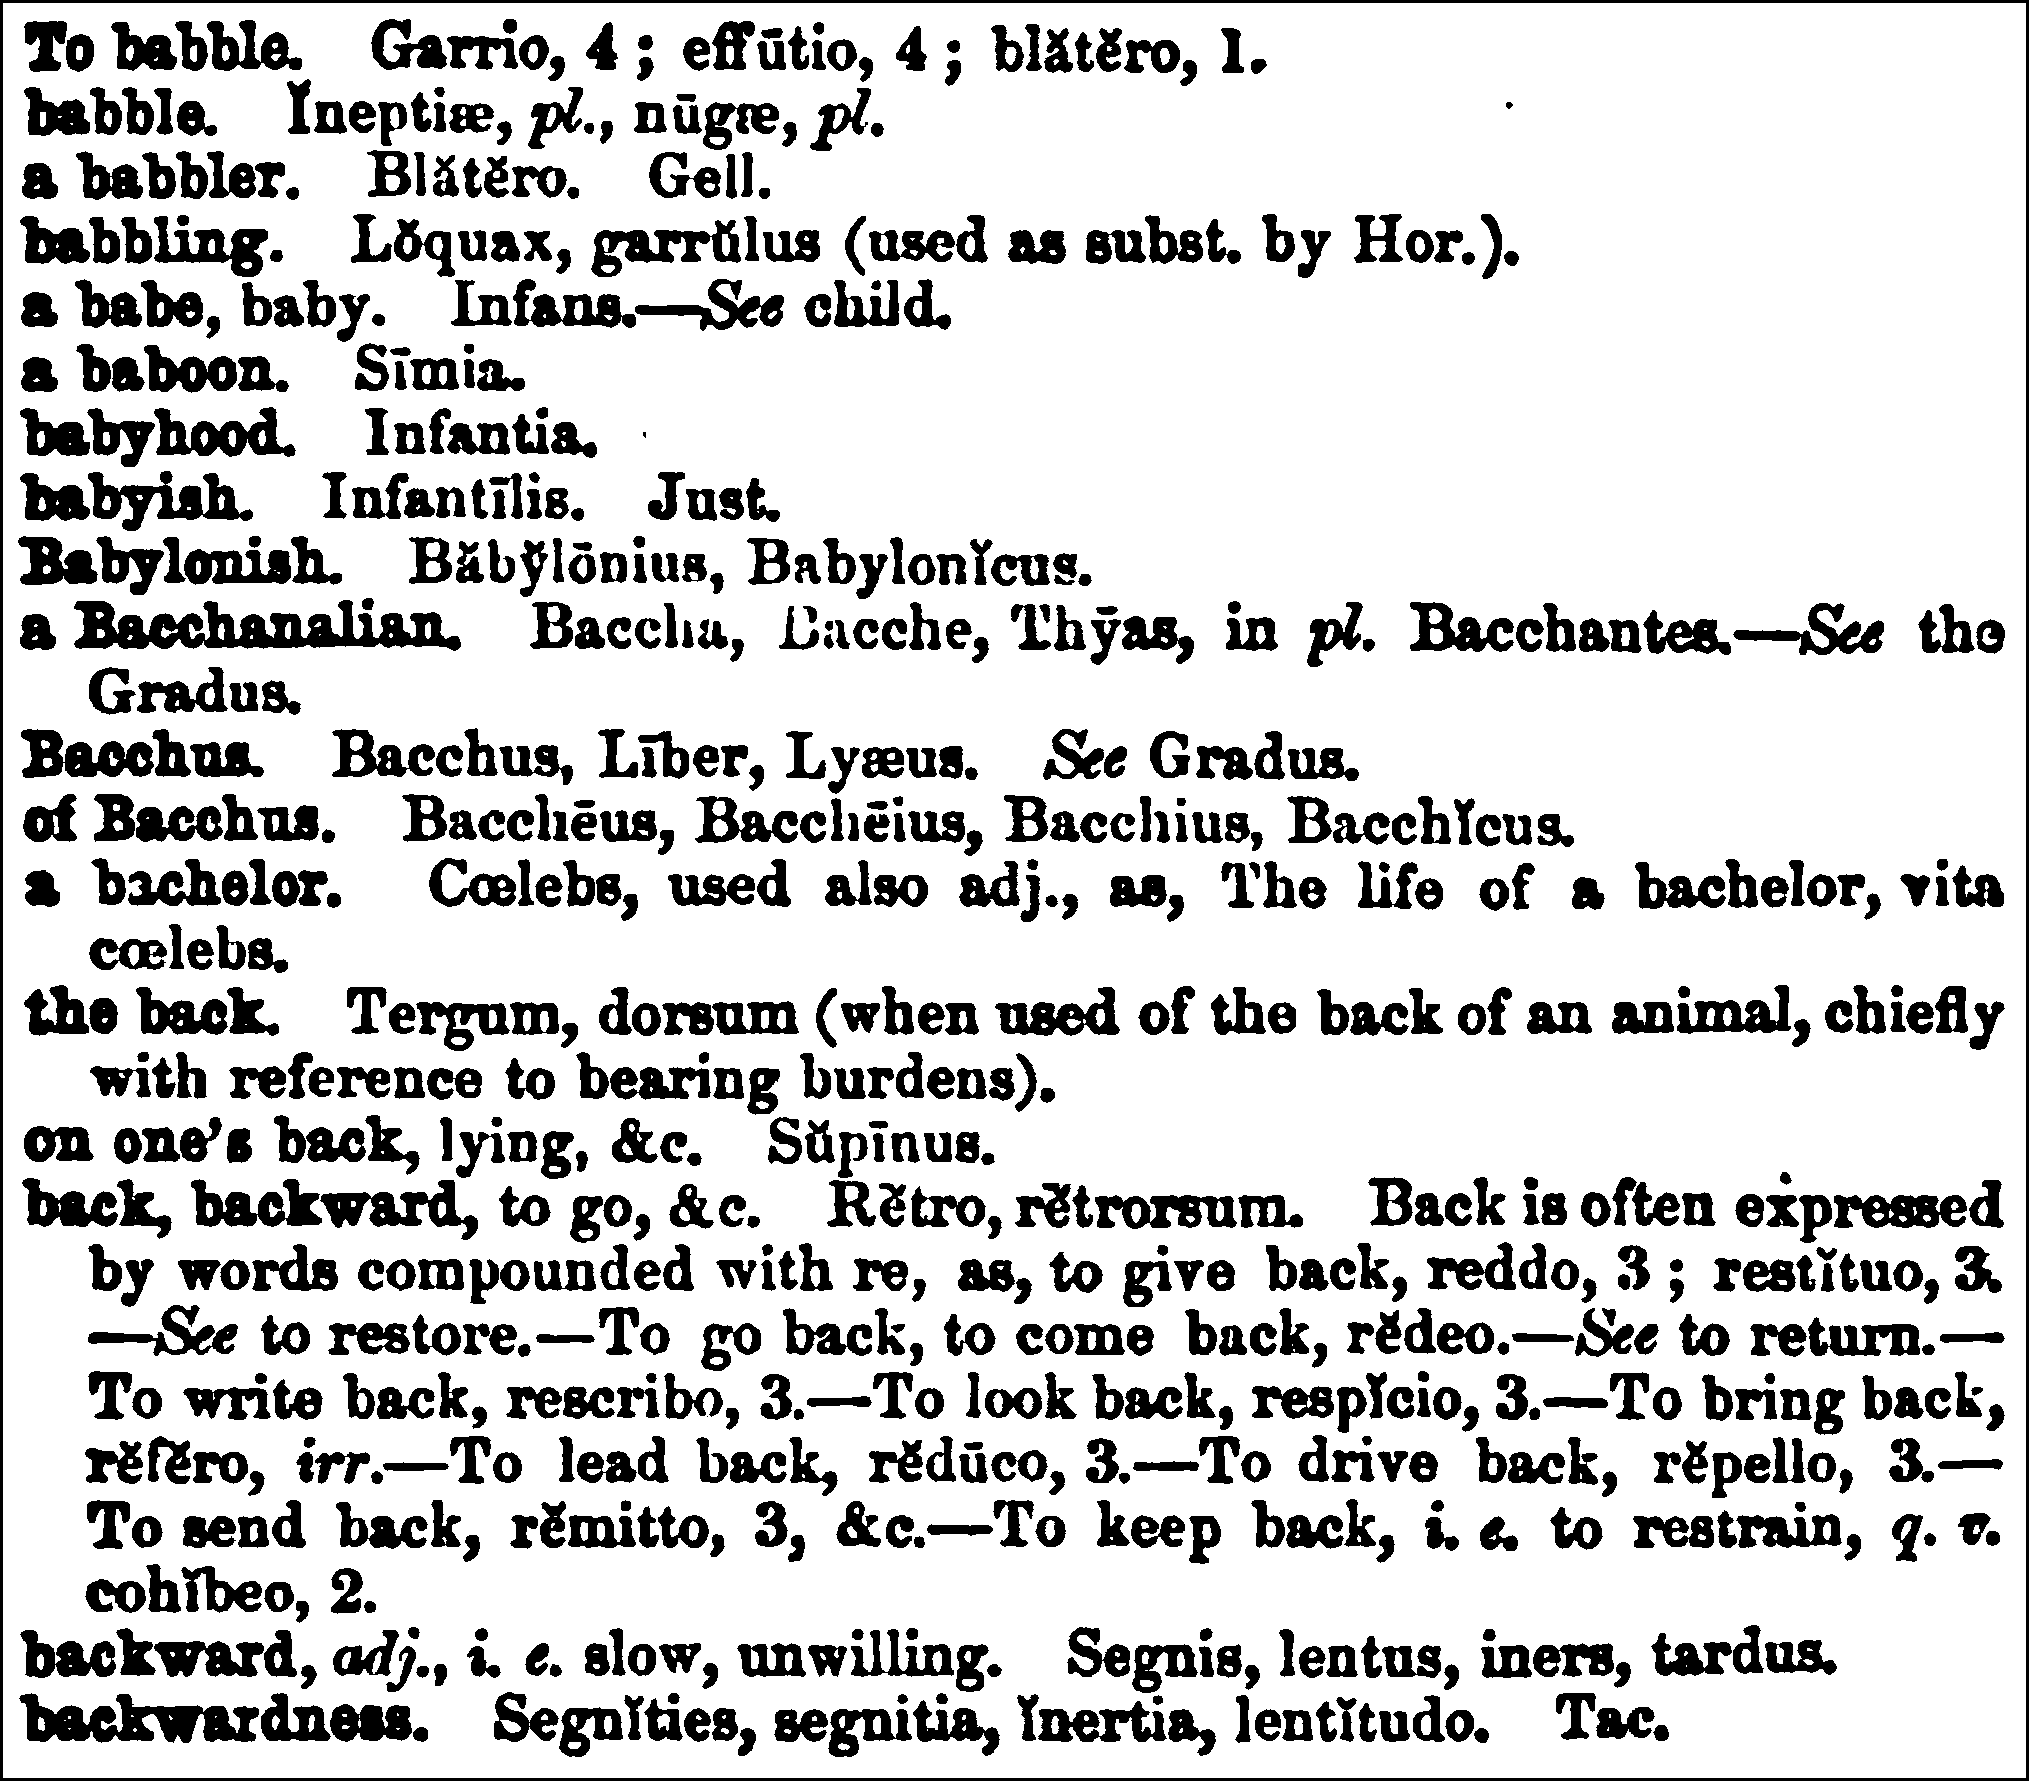 To babble. Garrio, 4 ; effūtio, 4 ; blătĕro, 1.
babble. Ĭneptiæ, pl., nūgæ, pl.
a babbler. Blătĕro. Gell.
babbling. Lŏquax, garrŭlus (used as subst. by Hor.).
a babe, baby. Infans.—See child.
a baboon. Sīmia.
babyhood. Infantia.
babyish. Infantīlis. Just.
Babylonish. Băby̆lōnius, Babylonĭcus.
a Bacchanalian. Baccha, Bacche, Thȳas, in pl. Bacchantes.—See the
Gradus.
Bacchus. Bacchus, Līber, Lyæus. See Gradus.
of Bacchus. Bacchēus, Bacchēius, Bacchius, Bacchĭcus.
a bachelor. Cœlebs, used also adj., as, The life of a bachelor, vita
cœlebs.
the back. Tergum, dorsum (when used of the back of an animal, chiefly
with reference to bearing burdens).
on one's back, lying, &c. Sŭpīnus.
back, backward, to go, &c. Rĕtro, rĕtrorsum. Back is often expressed
by words compounded with re, as, to give back, reddo, 3 ; restĭtuo, 3.
—See to restore.—To go back, to come back, rĕdeo.—See to return.—
To write back, rescribo, 3.—To look back, respĭcio, 3.—To bring back,
rĕfĕro, irr.—To lead back, rĕdūco, 3.—To drive back, rĕpello, 3.—
To send back, rĕmitto, 3, &c.—To keep back, i. e. to restrain, q. v.
cohĭbeo, 2.
backward, adj., i. e. slow, unwilling. Segnis, lentus, iners, tardus.
backwardness. Segnĭties, segnitia, ĭnertia, lentĭtudo. Tac.